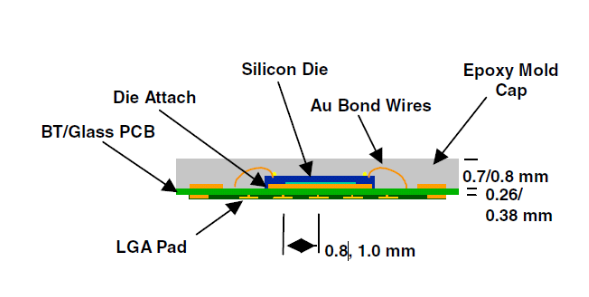 Silicon Die
Epoxy Mold
Cap
Die Attach
Au Bond Wires
BT/Glass PCB
0.7/0.8 mm
0.26/
0.38 mm
LGA Pad
0.8, 1.0 mm